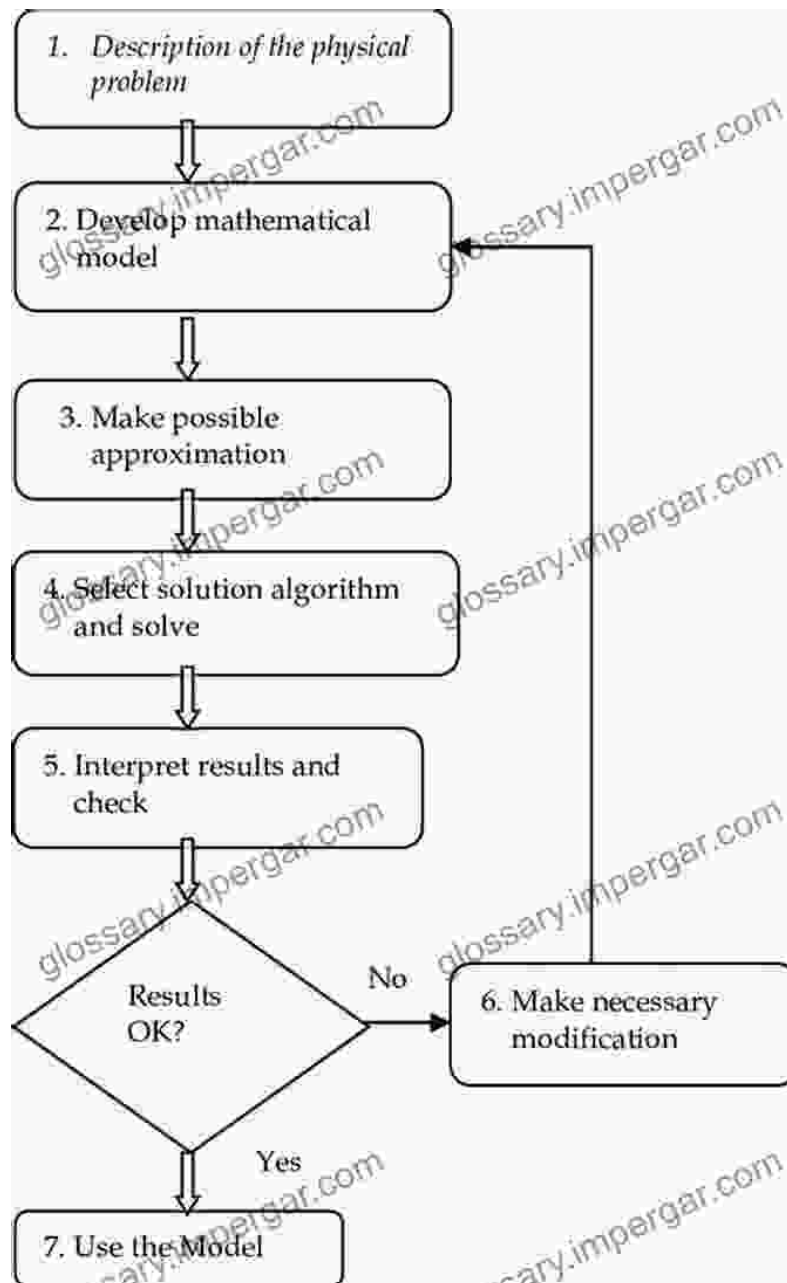 1. Description of the physical
problem
glossary.impergar.com
glossary.impergar.com
2. Develop mathematical
model
3. Make possible
approximation
glossary.impergar.com
glossary.impergar.com
4. Select solution algorithm
and solve
5. Interpret results and
check
glossary.impergar.com
glossary.impergar.com
Results
OK?
No
6. Make necessary
modification
Yes
glossary.impergar.com
glossary.impergar.com
7. Use the Model